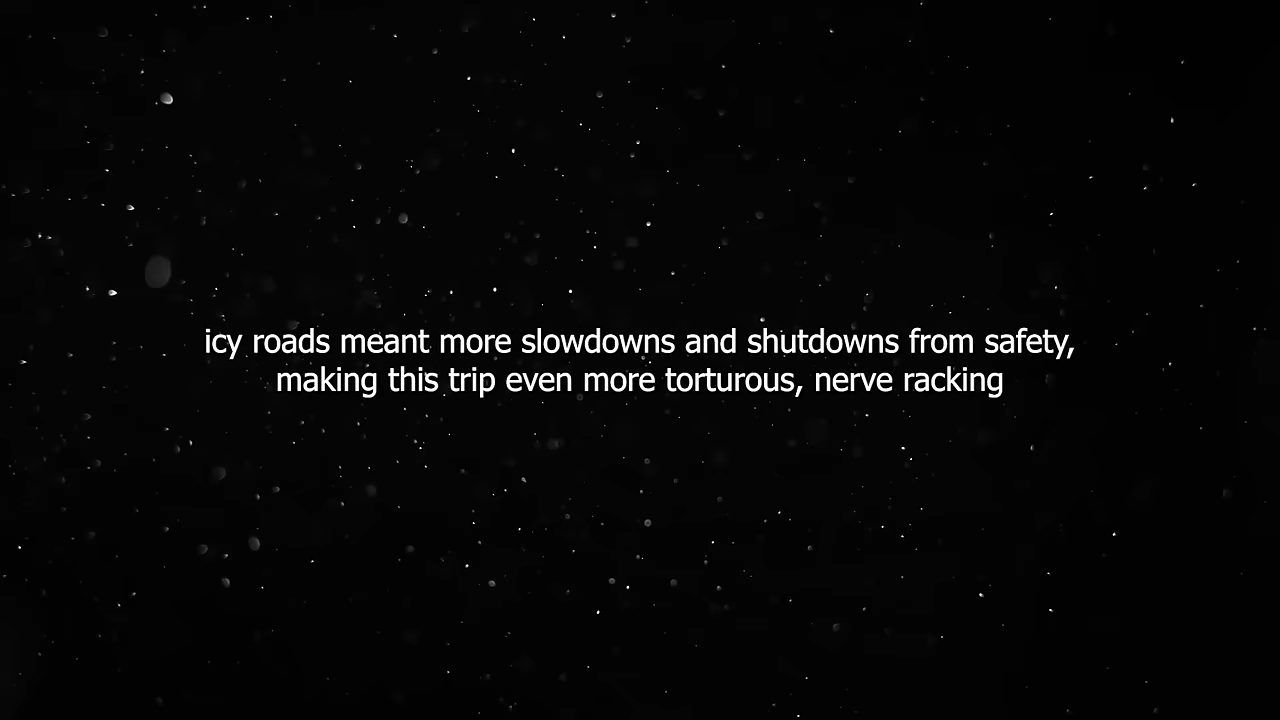 icy roads meant more slowdowns and shutdowns from safety,
making this trip even more torturous, nerve racking